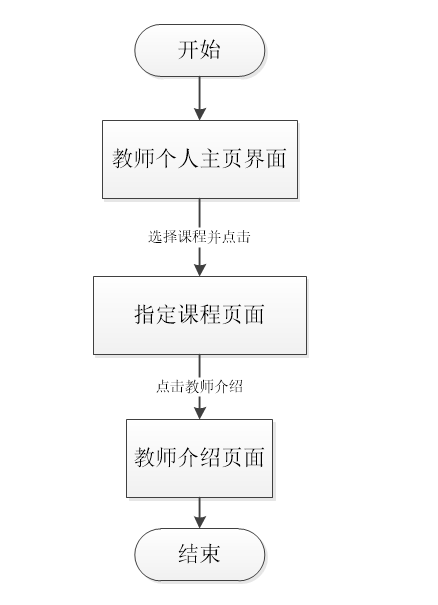 开始
教师个人主页界面
选择课程并点击
指定课程页面
点击教师介绍
教师介绍页面
结束